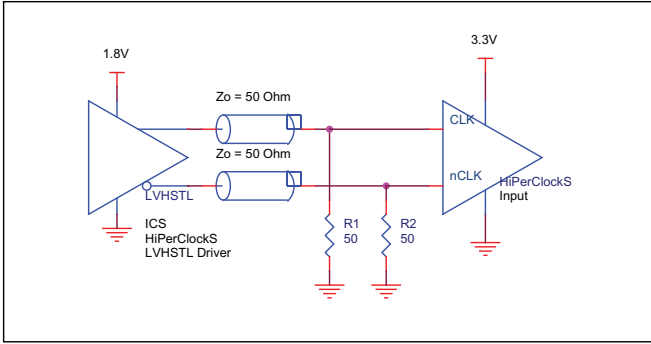 1.8V
3.3V
Zo = 50 Ohm
CLK
Zo = 50 Ohm
nCLK
LVHSTL
HiPerClockS
Input
ICS
HiPerClockS
LVHSTL Driver
R1
50
R2
50